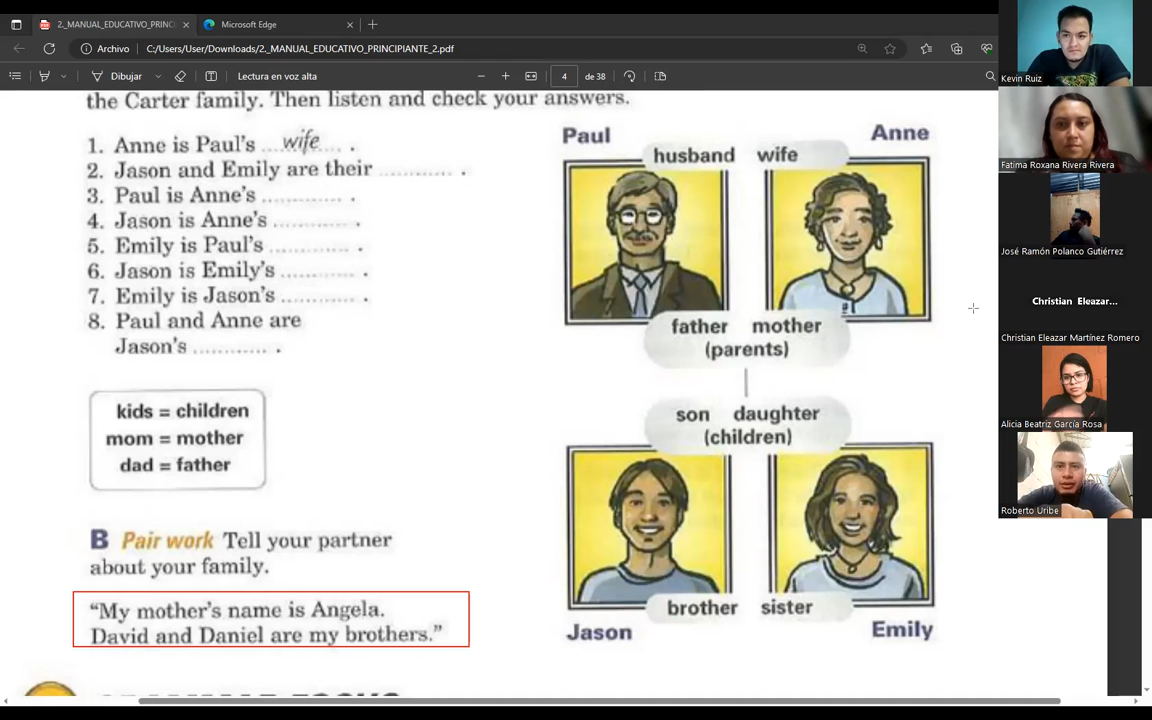 2._MANUAL_EDUCATIVO_PRINCI
Microsoft Edge
Archivo
C:/Users/User/Downloads/2._MANUAL_EDUCATIVO_PRINCIPIANTE_2.pdf
Dibujar
Lectura en voz alta
4
de 38
the Carter family. Then listen and check your answers.
1. Anne is Paul's ....wife.... .
2. Jason and Emily are their ............ .
3. Paul is Anne's ............ .
4. Jason is Anne's ............ .
5. Emily is Paul's ............ .
6. Jason is Emily's ............ .
7. Emily is Jason's ............ .
8. Paul and Anne are
Jason's ............ .
kids = children
mom = mother
dad = father
B Pair work Tell your partner
about your family.
“My mother's name is Angela.
David and Daniel are my brothers.”
Paul
Anne
husband wife
father mother
(parents)
son daughter
(children)
brother sister
Jason
Emily
Kevin Ruiz
Fatima Roxana Rivera Rivera
José Ramón Polanco Gutiérrez
Christian Eleazar...
Christian Eleazar Martínez Romero
Alicia Beatriz García Rosa
Roberto Uribe